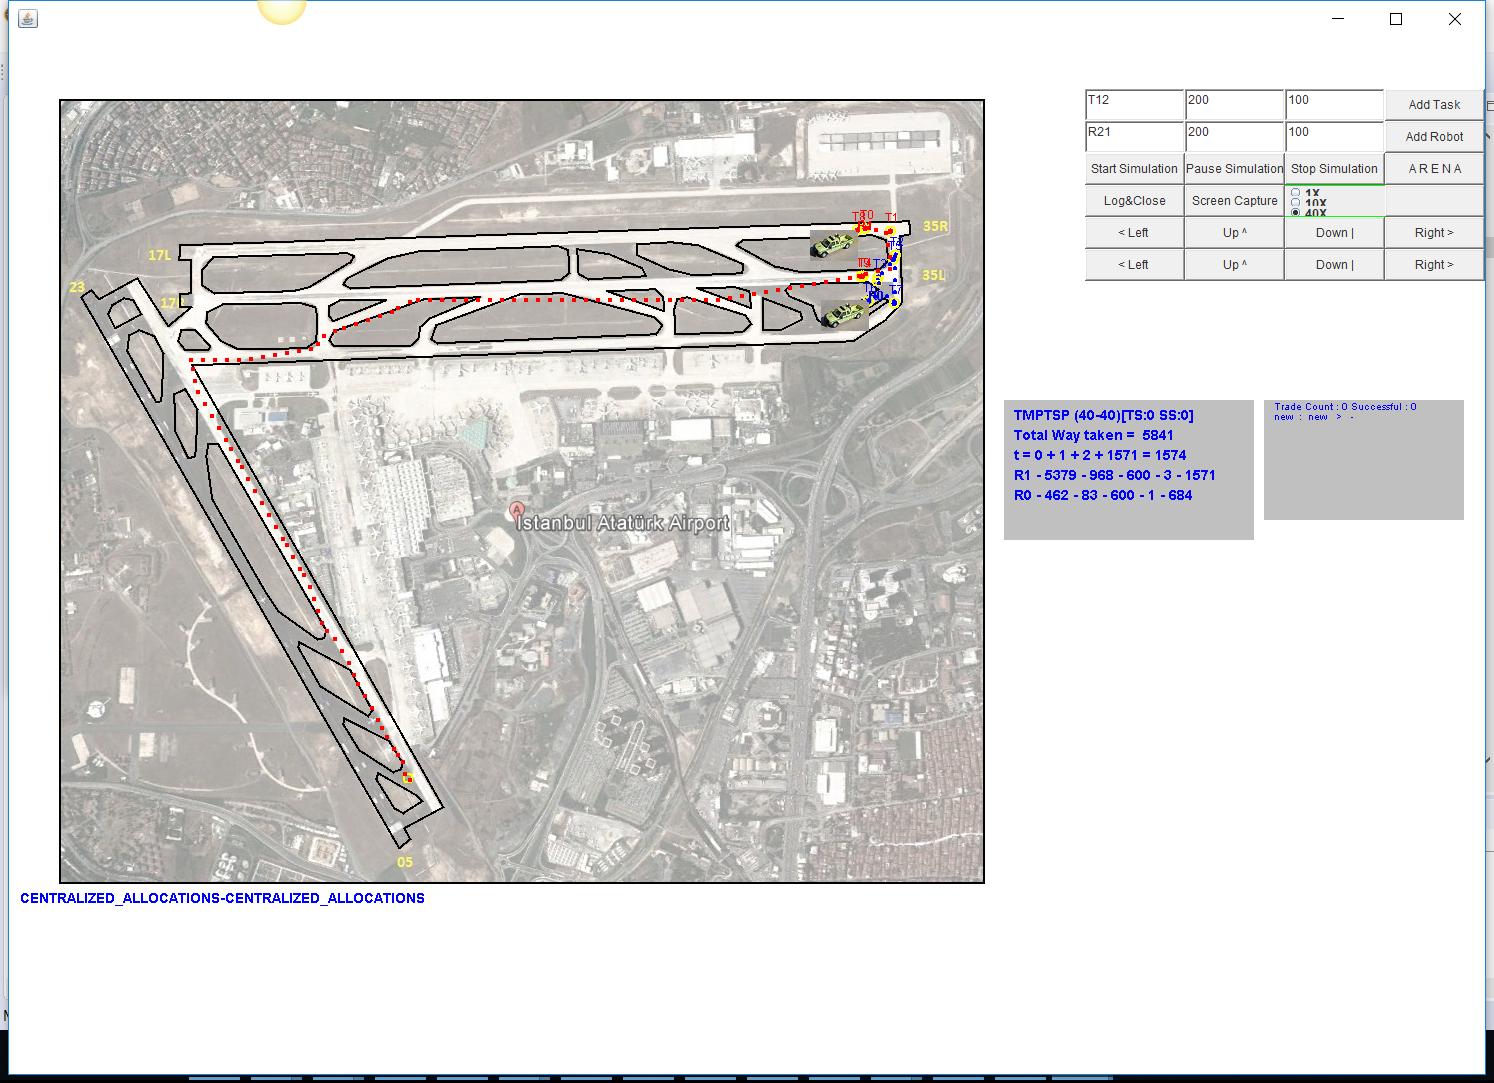 T12 200 100 Add Task
R21 200 100 Add Robot
Start Simulation Pause Simulation Stop Simulation A R E N A
Log&Close Screen Capture
1X
10X
40X
< Left Up ^ Down | Right >
< Left Up ^ Down | Right >
T0
T1
35R
17L
35L
23
T2
T7
R0
A
İstanbul Atatürk Airport
05
TMPTSP (40-40)[TS:0 SS:0]
Total Way taken = 5841
t = 0 + 1 + 2 + 1571 = 1574
R1 - 5379 - 968 - 600 - 3 - 1571
R0 - 462 - 83 - 600 - 1 - 684
Trade Count : 0 Successful : 0
new : new > -
CENTRALIZED_ALLOCATIONS-CENTRALIZED_ALLOCATIONS